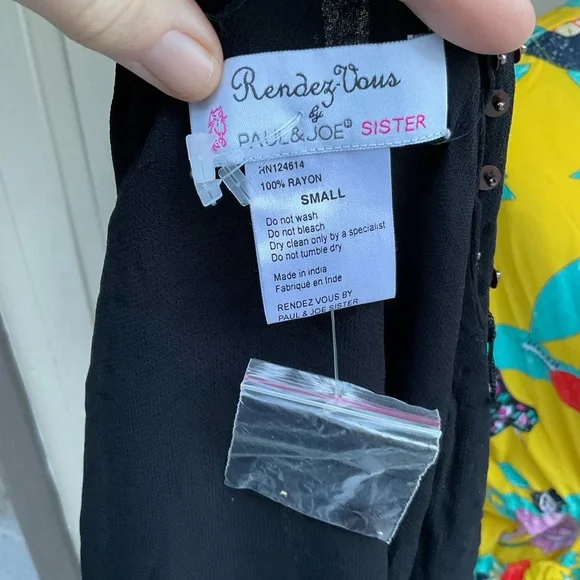 Rendez-Vous
by
PAUL & JOE® SISTER
RN124614
100% RAYON
SMALL
Do not wash
Do not bleach
Dry clean only by a specialist
Do not tumble dry
Made in India
Fabriqué en Inde
RENDEZ VOUS BY
PAUL & JOE SISTER